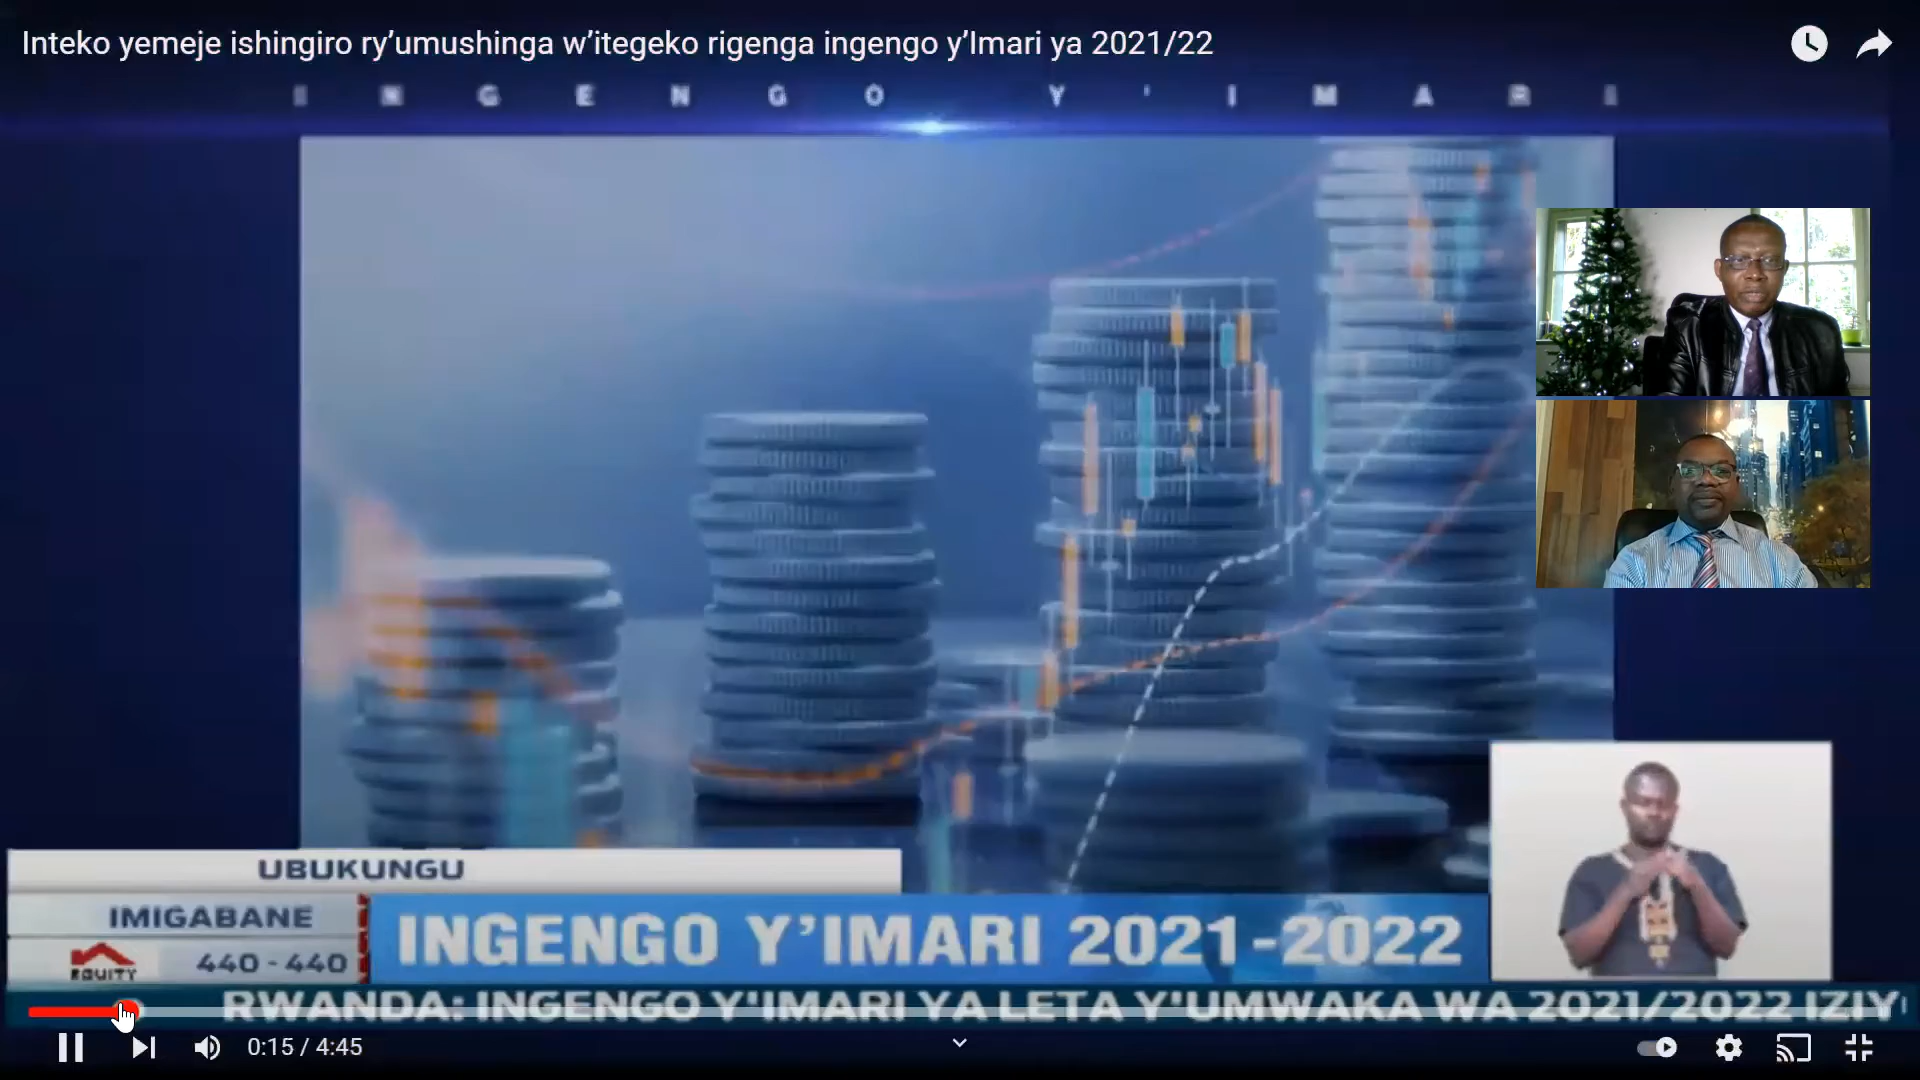 Inteko yemeje ishingiro ry’umushinga w’itegeko rigenga ingengo y’Imari ya 2021/22
INGENGO Y'IMARI
UBUKUNGU
IMIGABANE
EQUITY 440 - 440
INGENGO Y’IMARI 2021-2022
RWANDA: INGENGO Y'IMARI YA LETA Y'UMWAKA WA 2021/2022 IZIY
0:15 / 4:45